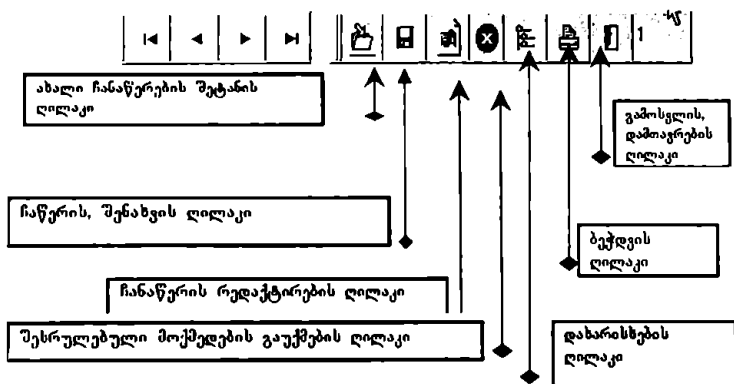 1
ახალი ჩანაწერების შეტანის
ღილაკი
გამოსვლის,
დამთავრების
ღილაკი
ჩაწერის, შენახვის ღილაკი
ბეჭდვის
ღილაკი
ჩანაწერის რედაქტირების ღილაკი
შესრულებული მოქმედების გაუქმების ღილაკი
დახარისხების
ღილაკი